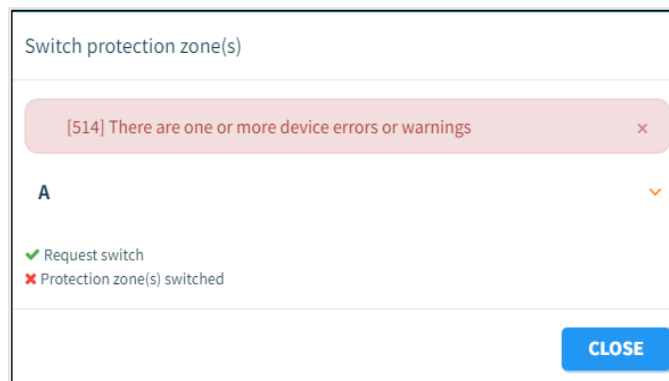 Switch protection zone(s)
[514] There are one or more device errors or warnings ×
A
✔ Request switch
✖ Protection zone(s) switched
CLOSE